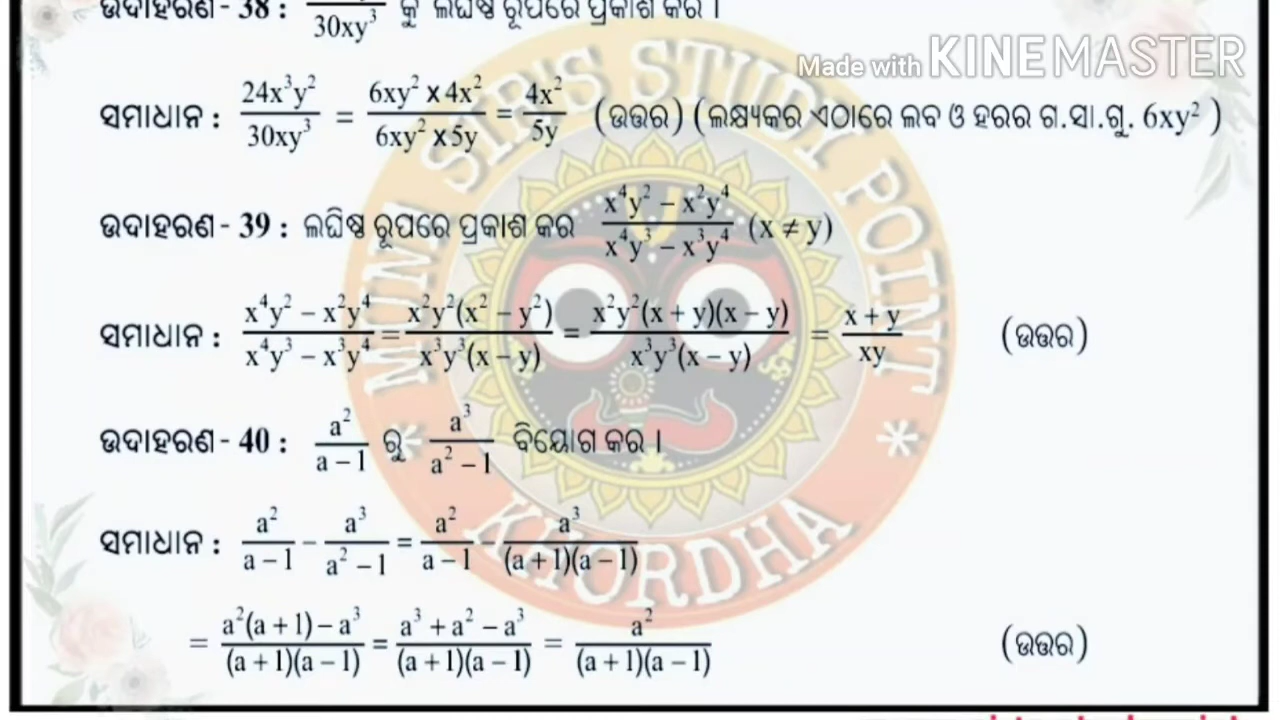 ଉଦାହରଣ - 38 : 30xy³ କୁ ଲଘିଷ୍ଠ ରୂପରେ ପ୍ରକାଶ କର ।
Made with KINEMASTER
ସମାଧାନ : 24x³y²/30xy³ = 6xy² x 4x²/6xy² x 5y = 4x²/5y (ଉତ୍ତର) (ଲକ୍ଷ୍ୟକର ଏଠାରେ ଲବ ଓ ହରର ଗ.ସା.ଗୁ. 6xy² )
ଉଦାହରଣ - 39 : ଲଘିଷ୍ଠ ରୂପରେ ପ୍ରକାଶ କର x⁴y² – x²y⁴/x⁴y³ – x³y⁴ (x ≠ y)
ସମାଧାନ : x⁴y² – x²y⁴/x⁴y³ – x³y⁴ = x²y²(x² – y²)/x³y³(x – y) = x²y²(x + y)(x – y)/x³y³(x – y) = x + y/xy (ଉତ୍ତର)
ଉଦାହରଣ - 40 : a²/a – 1 ରୁ a³/a² – 1 ବିୟୋଗ କର ।
ସମାଧାନ : a²/a – 1 – a³/a² – 1 = a²/a – 1 – a³/(a + 1)(a – 1)
= a²(a + 1) – a³/(a + 1)(a – 1) = a³ + a² – a³/(a + 1)(a – 1) = a²/(a + 1)(a – 1) (ଉତ୍ତର)
MUNI SIR'S STUDY POINT
* KHORDHA *